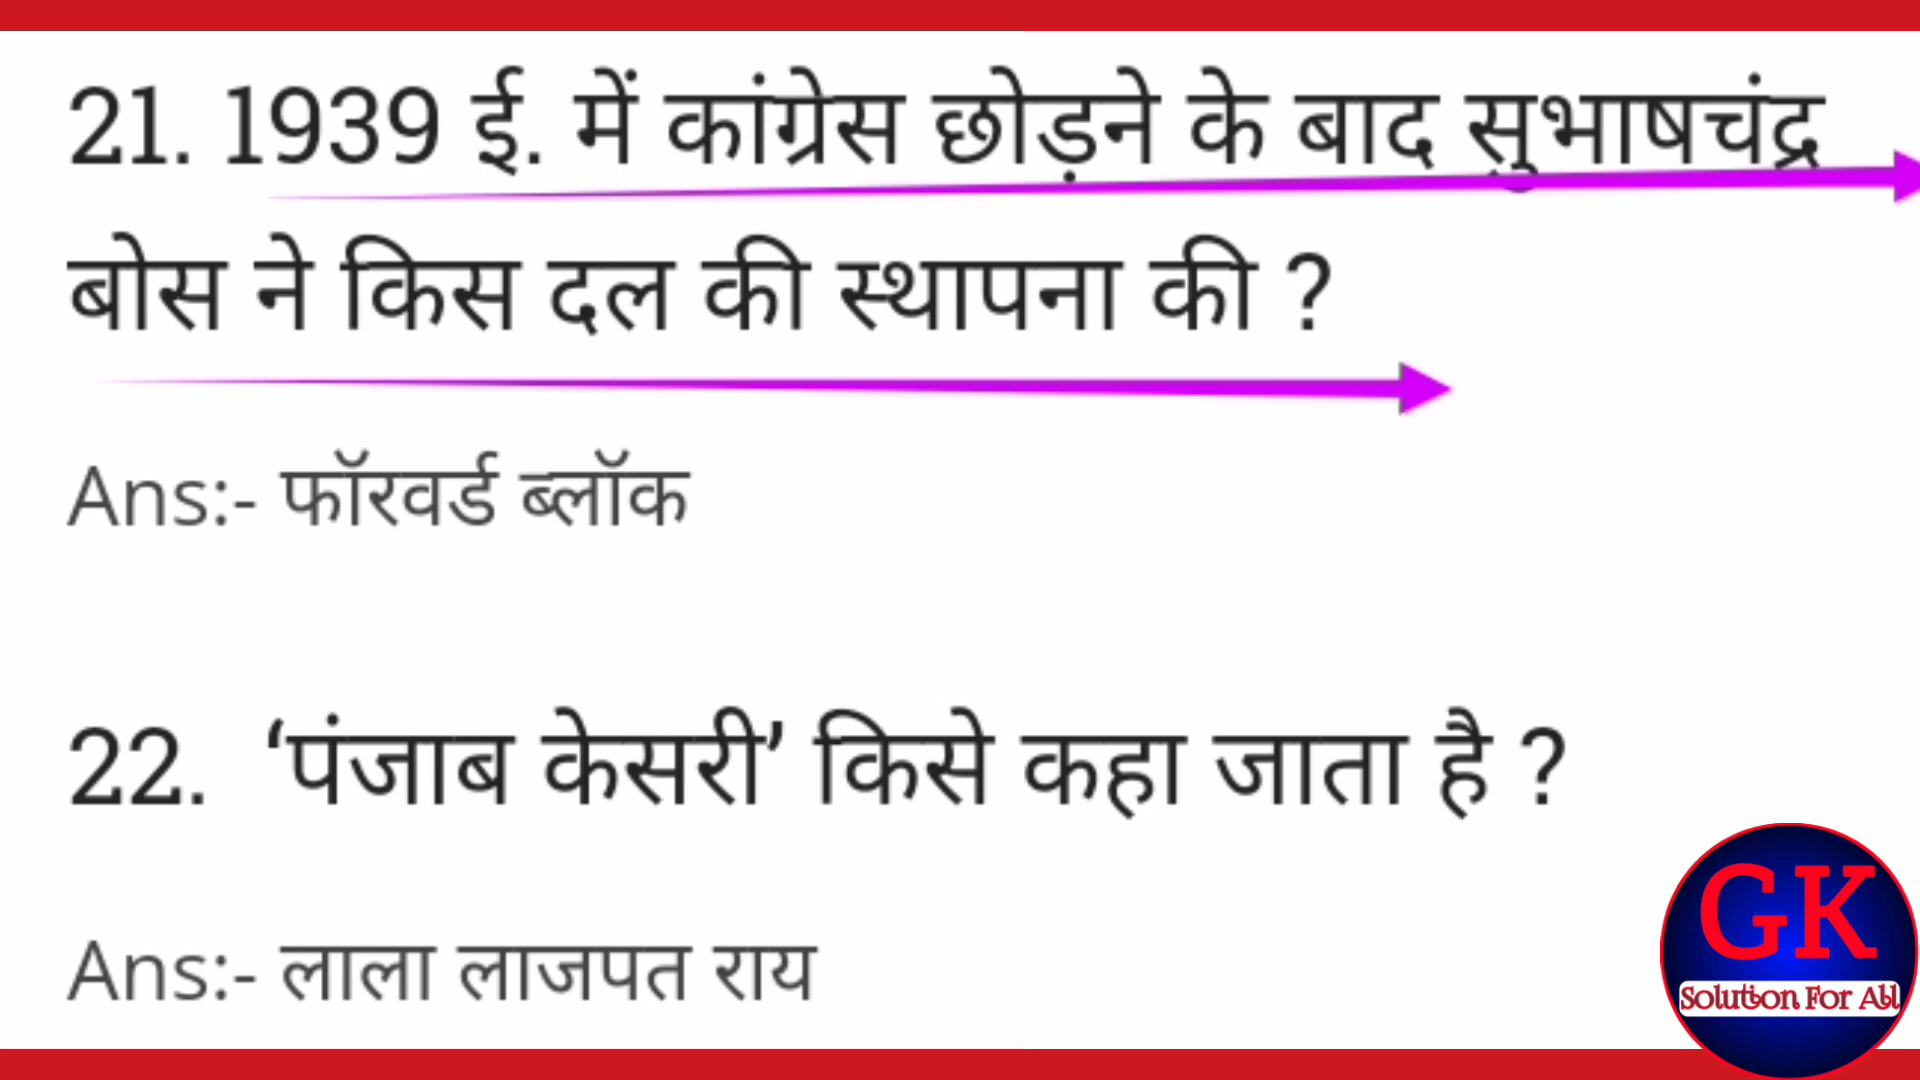 21. 1939 ई. में कांग्रेस छोड़ने के बाद सुभाषचंद्र
बोस ने किस दल की स्थापना की ?
Ans:- फॉरवर्ड ब्लॉक
22. ‘पंजाब केसरी’ किसे कहा जाता है ?
Ans:- लाला लाजपत राय
GK
Solution For All